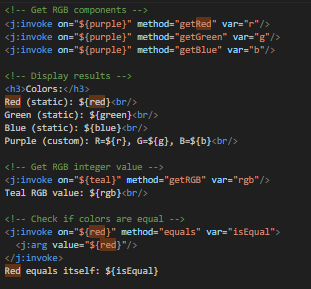 <!-- Get RGB components -->
<j:invoke on="${purple}" method="getRed" var="r"/>
<j:invoke on="${purple}" method="getGreen" var="g"/>
<j:invoke on="${purple}" method="getBlue" var="b"/>
<!-- Display results -->
<h3>Colors:</h3>
Red (static): ${red}<br/>
Green (static): ${green}<br/>
Blue (static): ${blue}<br/>
Purple (custom): R=${r}, G=${g}, B=${b}<br/>
<!-- Get RGB integer value -->
<j:invoke on="${teal}" method="getRGB" var="rgb"/>
Teal RGB value: ${rgb}<br/>
<!-- Check if colors are equal -->
<j:invoke on="${red}" method="equals" var="isEqual">
<j:arg value="${red}"/>
</j:invoke>
Red equals itself: ${isEqual}